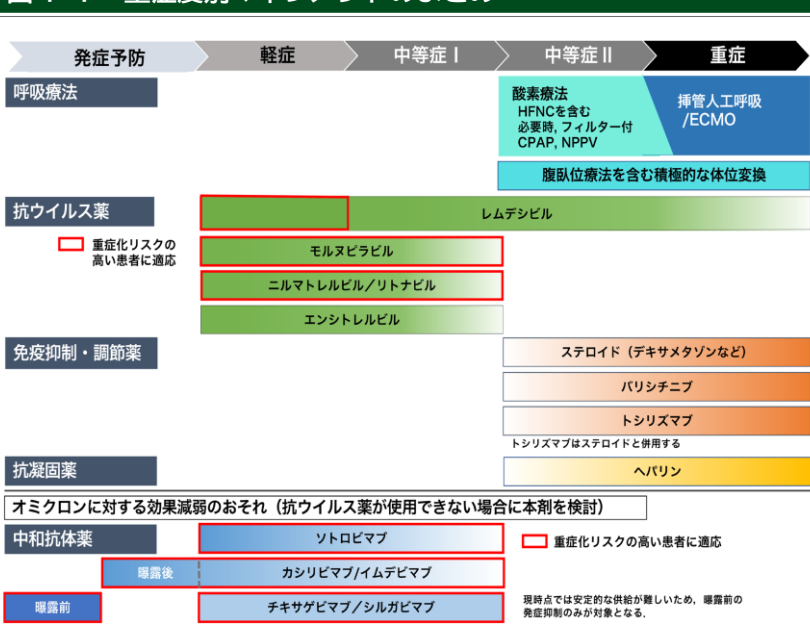 発症予防
軽症
中等症 I
中等症 II
重症
呼吸療法
酸素療法
HFNCを含む
必要時, フィルター付
CPAP, NPPV
挿管人工呼吸
/ECMO
腹臥位療法を含む積極的な体位変換
抗ウイルス薬
レムデシビル
重症化リスクの
高い患者に適応
モルヌピラビル
ニルマトレルビル/リトナビル
エンシトレルビル
免疫抑制・調節薬
ステロイド（デキサメタゾンなど）
バリシチニブ
トシリズマブ
トシリズマブはステロイドと併用する
抗凝固薬
ヘパリン
オミクロンに対する効果減弱のおそれ（抗ウイルス薬が使用できない場合に本剤を検討）
中和抗体薬
ソトロビマブ
重症化リスクの高い患者に適応
曝露後
カシリビマブ/イムデビマブ
曝露前
チキサゲビマブ/シルガビマブ
現時点では安定的な供給が難しいため，曝露前の
発症抑制のみが対象となる．